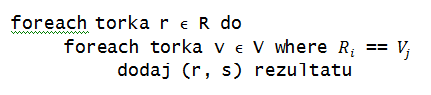 foreach torka r ϵ R do
foreach torka v ϵ V where Rᵢ == Vⱼ
dodaj (r, s) rezultatu